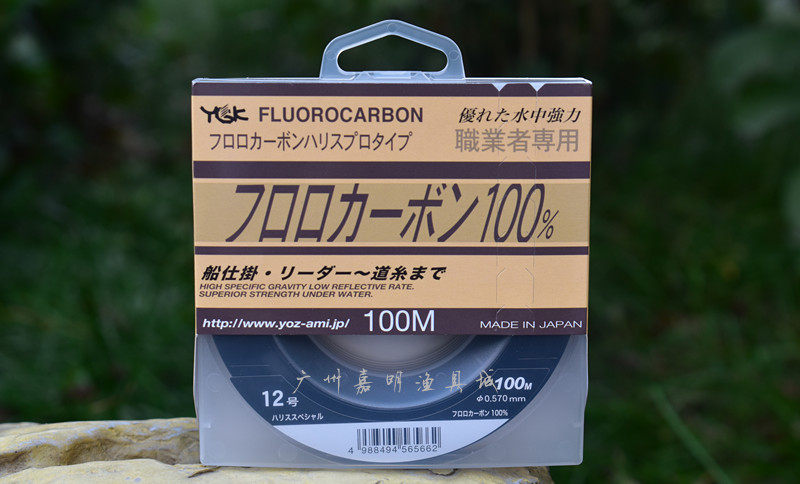 YGK FLUOROCARBON
優れた水中強力
フロロカーボンハリスプロタイプ
職業者専用
フロロカーボン100%
船仕掛・リーダー～道糸まで
HIGH SPECIFIC GRAVITY LOW REFLECTIVE RATE.
SUPERIOR STRENGTH UNDER WATER.
http://www.yoz-ami.jp/ 100M MADE IN JAPAN
广州嘉明渔具城
12号
100M
ハリススペシャル
φ0.570mm
フロロカーボン100%
4 988494 565662